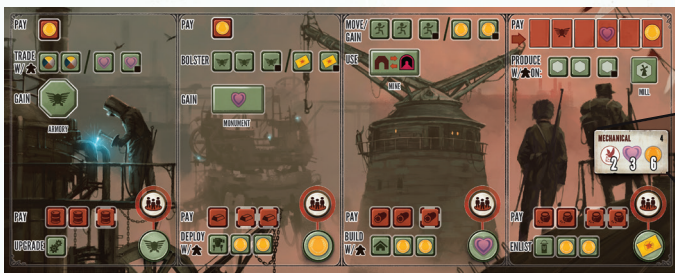 PAY
TRADE
W/
/
GAIN
ARMORY
PAY
UPGRADE
PAY
BOLSTER
/
GAIN
MONUMENT
PAY
DEPLOY
W/
MOVE/
GAIN
/
USE
MINE
PAY
BUILD
W/
PAY
PRODUCE
W/ ON:
MILL
MECHANICAL 4
2 3 6
PAY
ENLIST